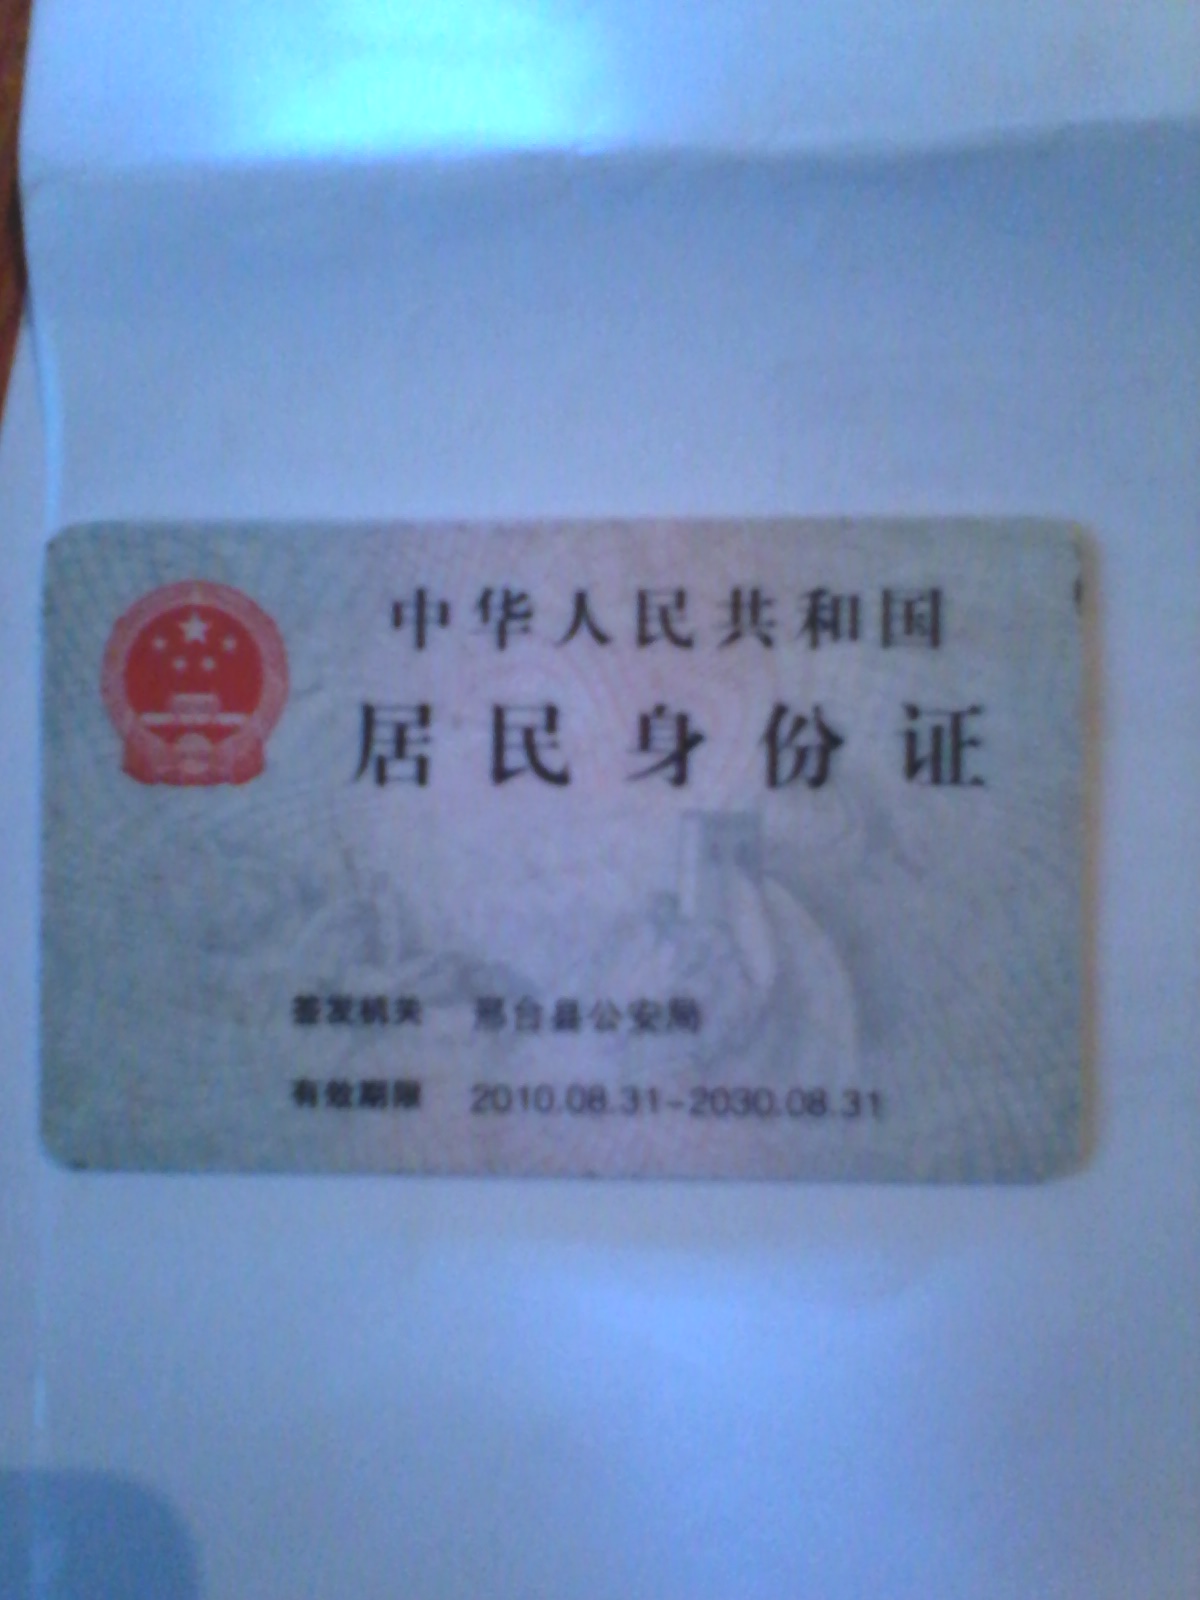 中华人民共和国
居民身份证
签发机关 邢台县公安局
有效期限 2010.08.31-2030.08.31